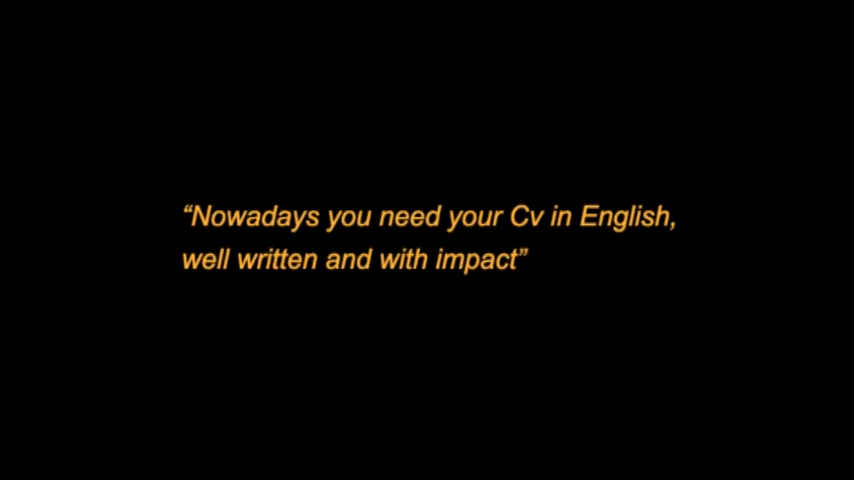 “Nowadays you need your Cv in English,
well written and with impact”